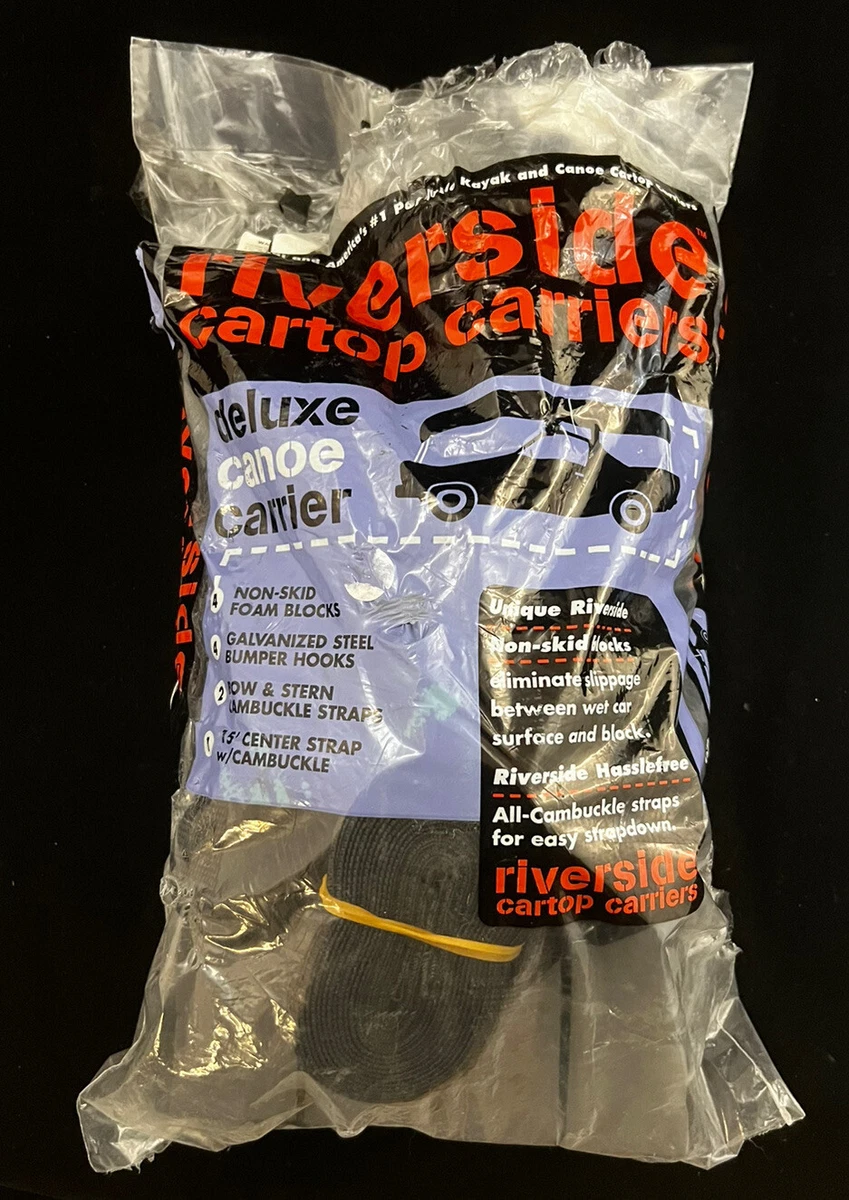 and America's #1 Portable Kayak and Canoe Cartop Carriers
riverside™
cartop carriers
deluxe
canoe
carrier
4 NON-SKID
FOAM BLOCKS
4 GALVANIZED STEEL
BUMPER HOOKS
2 BOW & STERN
CAMBUCKLE STRAPS
1 15' CENTER STRAP
w/CAMBUCKLE
Unique Riverside
Non-skid blocks
eliminate slippage
between wet car
surface and block.
Riverside Hasslefree
All-Cambuckle straps
for easy strapdown.
riverside
cartop carriers
riverside